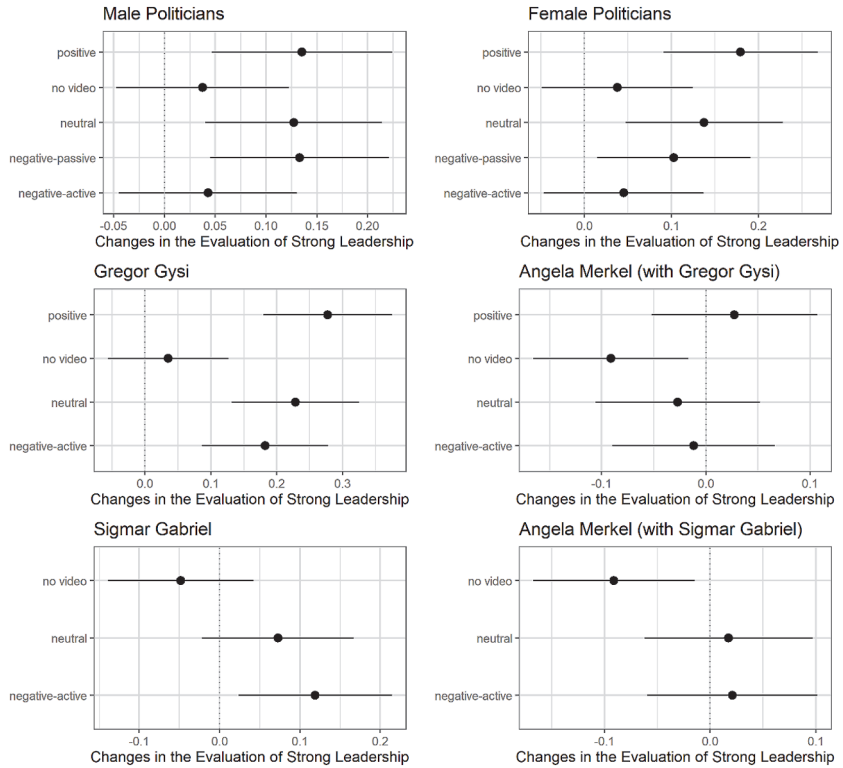 Male Politicians
positive
no video
neutral
negative-passive
negative-active
-0.05 0.00 0.05 0.10 0.15 0.20
Changes in the Evaluation of Strong Leadership
Female Politicians
positive
no video
neutral
negative-passive
negative-active
0.0 0.1 0.2
Changes in the Evaluation of Strong Leadership
Gregor Gysi
positive
no video
neutral
negative-active
0.0 0.1 0.2 0.3
Changes in the Evaluation of Strong Leadership
Angela Merkel (with Gregor Gysi)
positive
no video
neutral
negative-active
-0.1 0.0 0.1
Changes in the Evaluation of Strong Leadership
Sigmar Gabriel
no video
neutral
negative-active
-0.1 0.0 0.1 0.2
Changes in the Evaluation of Strong Leadership
Angela Merkel (with Sigmar Gabriel)
no video
neutral
negative-active
-0.1 0.0 0.1
Changes in the Evaluation of Strong Leadership